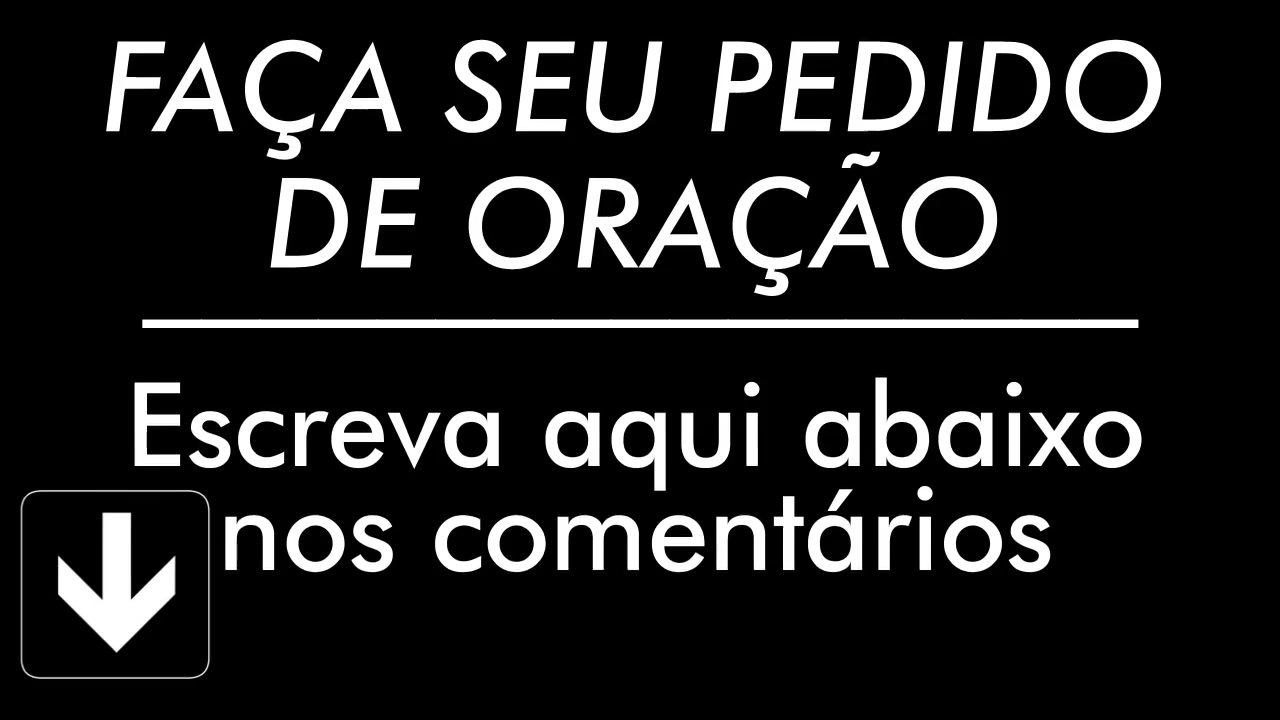 FAÇA SEU PEDIDO
DE ORAÇÃO
Escreva aqui abaixo
nos comentários